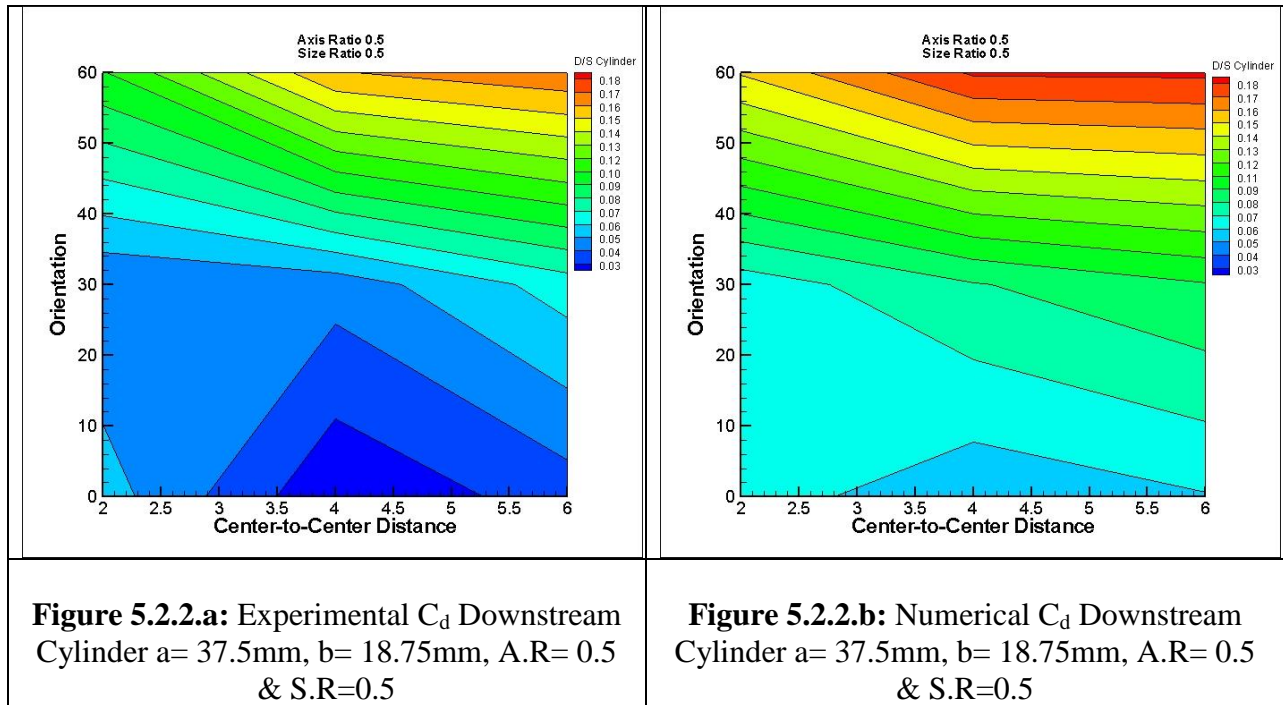 Axis Ratio 0.5
Size Ratio 0.5
D/S Cylinder
0.18
0.17
0.16
0.14
0.13
0.12
0.10
0.09
0.08
0.07
0.05
0.04
0.03
60
50
40
30
20
10
0
Orientation
2 2.5 3 3.5 4 4.5 5 5.5 6
Center-to-Center Distance
Figure 5.2.2.a: Experimental Cd Downstream
Cylinder a= 37.5mm, b= 18.75mm, A.R= 0.5
& S.R=0.5
Axis Ratio 0.5
Size Ratio 0.5
D/S Cylinder
0.18
0.17
0.16
0.14
0.13
0.12
0.11
0.09
0.08
0.07
0.06
0.05
0.04
0.03
60
50
40
30
20
10
0
Orientation
2 2.5 3 3.5 4 4.5 5 5.5 6
Center-to-Center Distance
Figure 5.2.2.b: Numerical Cd Downstream
Cylinder a= 37.5mm, b= 18.75mm, A.R= 0.5
& S.R=0.5